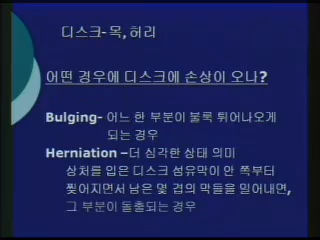 디스크- 목, 허리
어떤 경우에 디스크에 손상이 오나?
Bulging- 어느 한 부분이 불룩 튀어나오게
되는 경우
Herniation –더 심각한 상태 의미
상처를 입은 디스크 섬유막이 안 쪽부터
찢어지면서 남은 몇 겹의 막들을 밀어내면,
그 부분이 돌출되는 경우